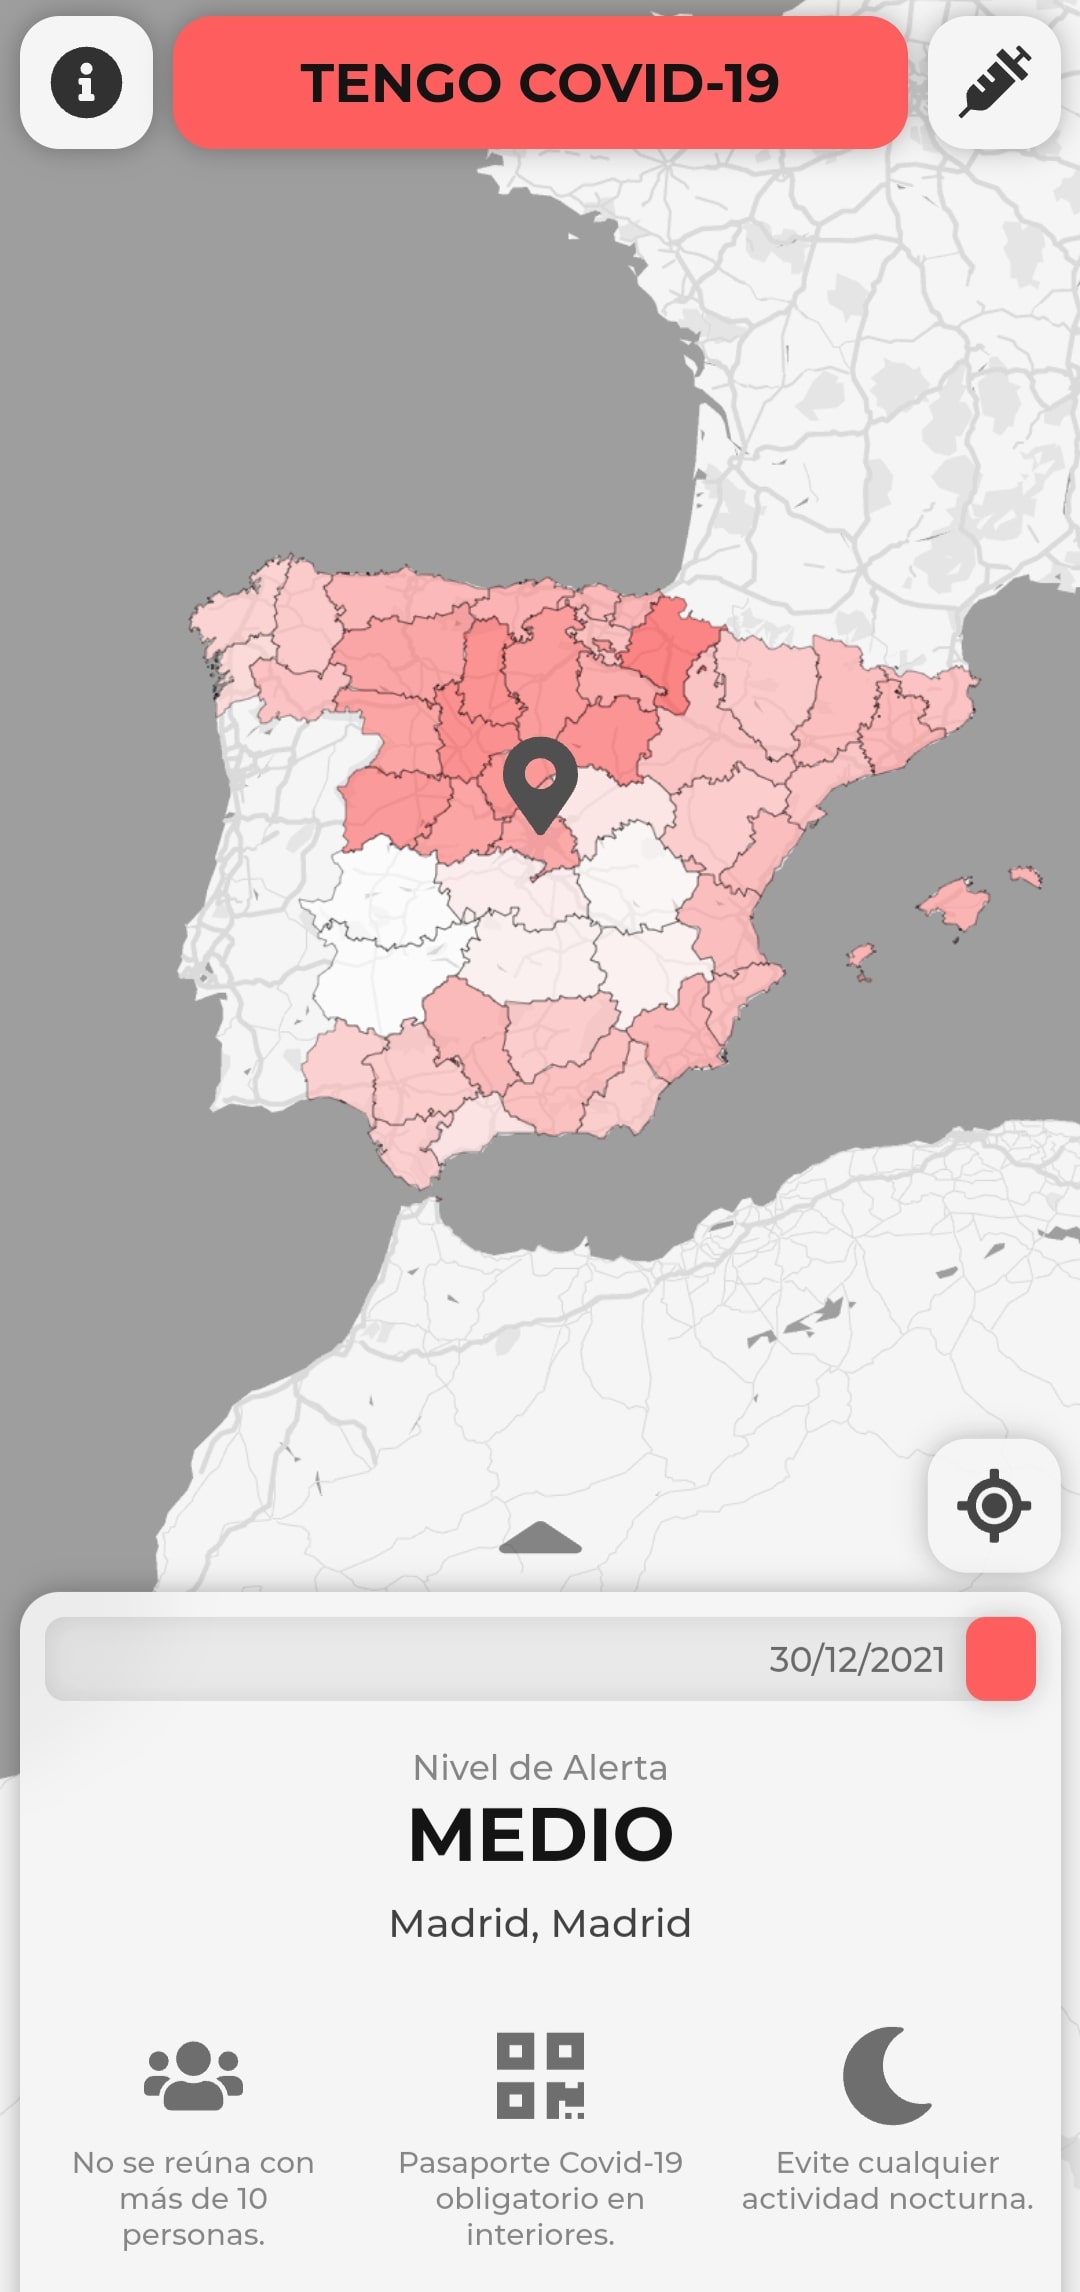 TENGO COVID-19
30/12/2021
Nivel de Alerta
MEDIO
Madrid, Madrid
No se reúna con
más de 10
personas.
Pasaporte Covid-19
obligatorio en
interiores.
Evite cualquier
actividad nocturna.